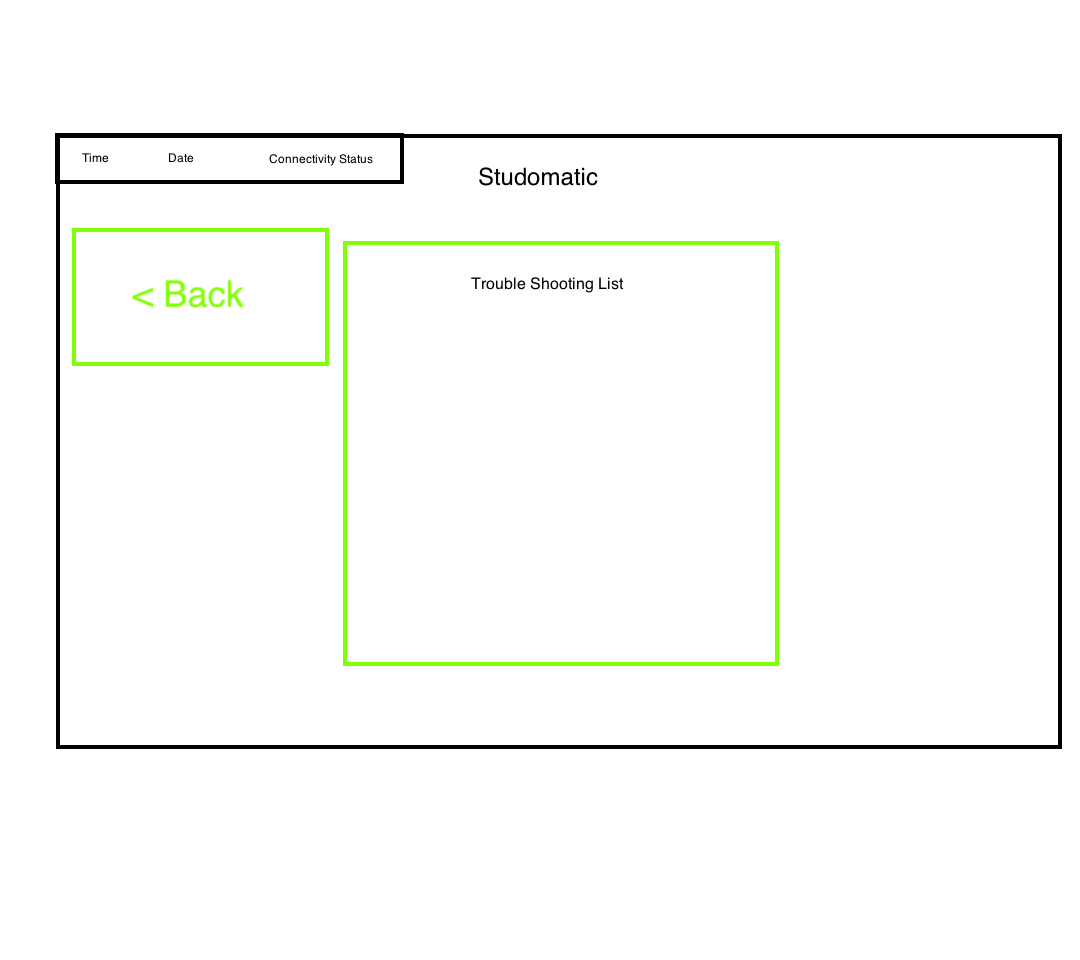 Time Date Connectivity Status
Studomatic
< Back
Trouble Shooting List